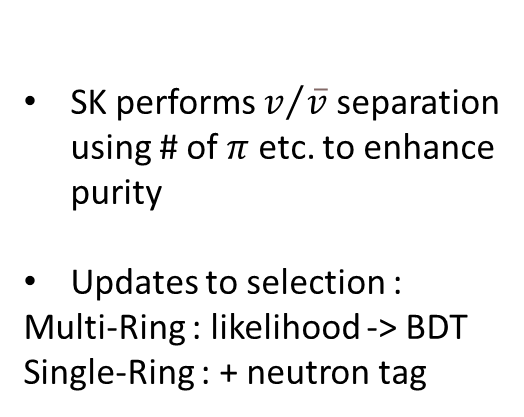 • SK performs 𝜈/𝜈̅ separation
using # of 𝜋 etc. to enhance
purity
• Updates to selection :
Multi-Ring : likelihood -> BDT
Single-Ring : + neutron tag